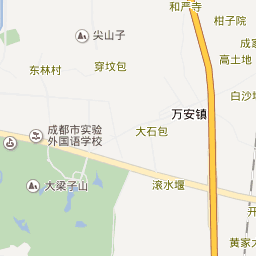 和严寺
柑子院
尖山子
成家
高土地
东林村
穿坟包
白沙
万安镇
成都市实验
外国语学校
大石包
大梁子山
滚水堰
黄家大